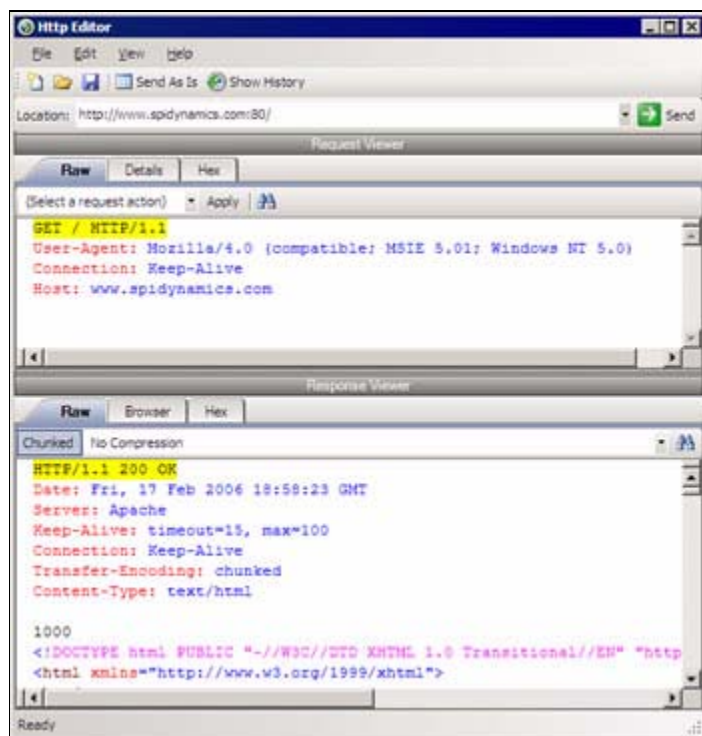 Http Editor
File Edit View Help
Send As Is Show History
Location: http://www.spidynamics.com:80/ Send
Request Viewer
Raw Details Hex
(Select a request action) Apply
GET / HTTP/1.1
User-Agent: Mozilla/4.0 (compatible; MSIE 5.01; Windows NT 5.0)
Connection: Keep-Alive
Host: www.spidynamics.com
Response Viewer
Raw Browser Hex
Chunked No Compression
HTTP/1.1 200 OK
Date: Fri, 17 Feb 2006 18:58:23 GMT
Server: Apache
Keep-Alive: timeout=15, max=100
Connection: Keep-Alive
Transfer-Encoding: chunked
Content-Type: text/html
1000
<!DOCTYPE html PUBLIC "-//W3C//DTD XHTML 1.0 Transitional//EN" "http
<html xmlns="http://www.w3.org/1999/xhtml">
Ready